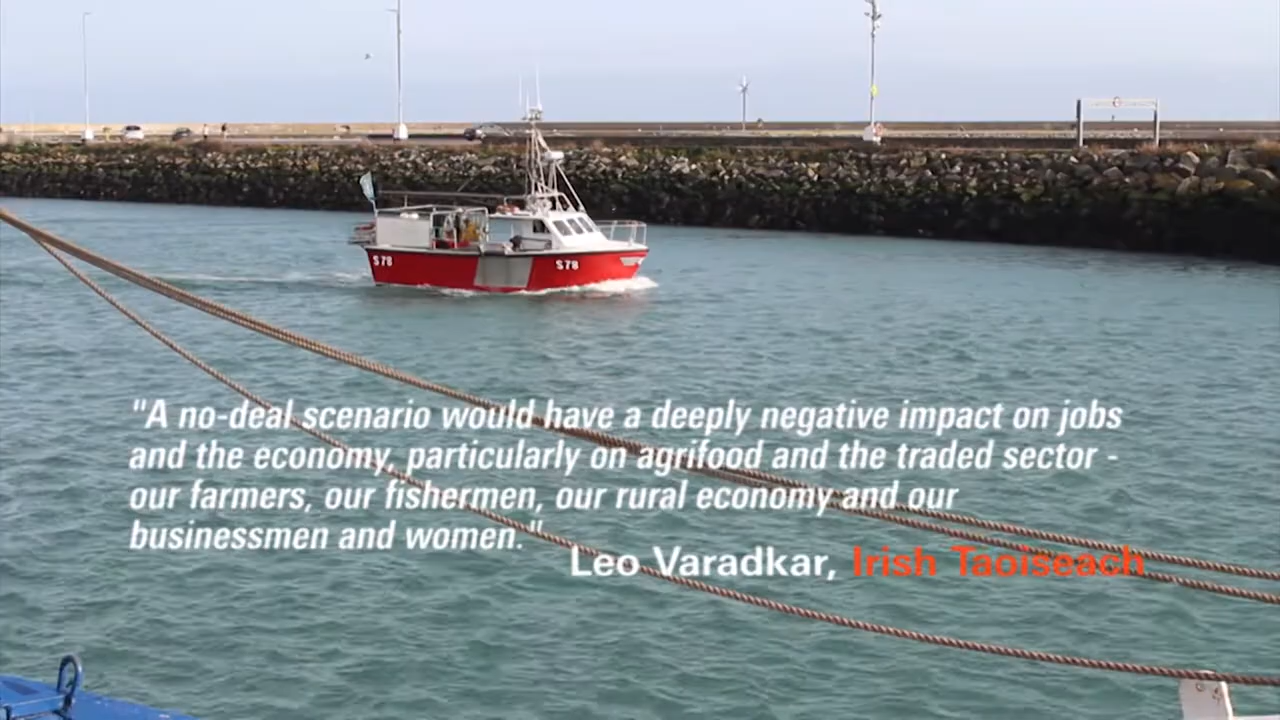 S78
S78
"A no-deal scenario would have a deeply negative impact on jobs
and the economy, particularly on agrifood and the traded sector -
our farmers, our fishermen, our rural economy and our
businessmen and women."
Leo Varadkar, Irish Taoiseach